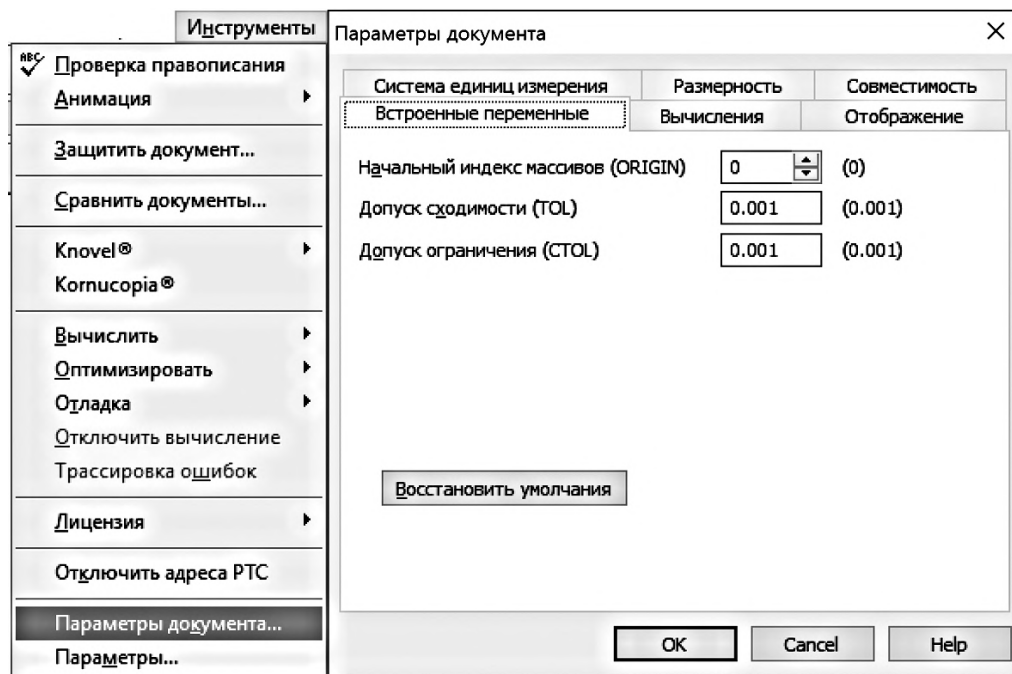 Инструменты
ABC
Проверка правописания
Анимация
Защитить документ...
Сравнить документы...
Knovel®
Kornucopia®
Вычислить
Оптимизировать
Отладка
Отключить вычисление
Трассировка ошибок
Лицензия
Отключить адреса PTC
Параметры документа...
Параметры...
Параметры документа
Система единиц измерения Размерность Совместимость
Встроенные переменные Вычисления Отображение
Начальный индекс массивов (ORIGIN) 0 (0)
Допуск сходимости (TOL) 0.001 (0.001)
Допуск ограничения (CTOL) 0.001 (0.001)
Восстановить умолчания
OK Cancel Help